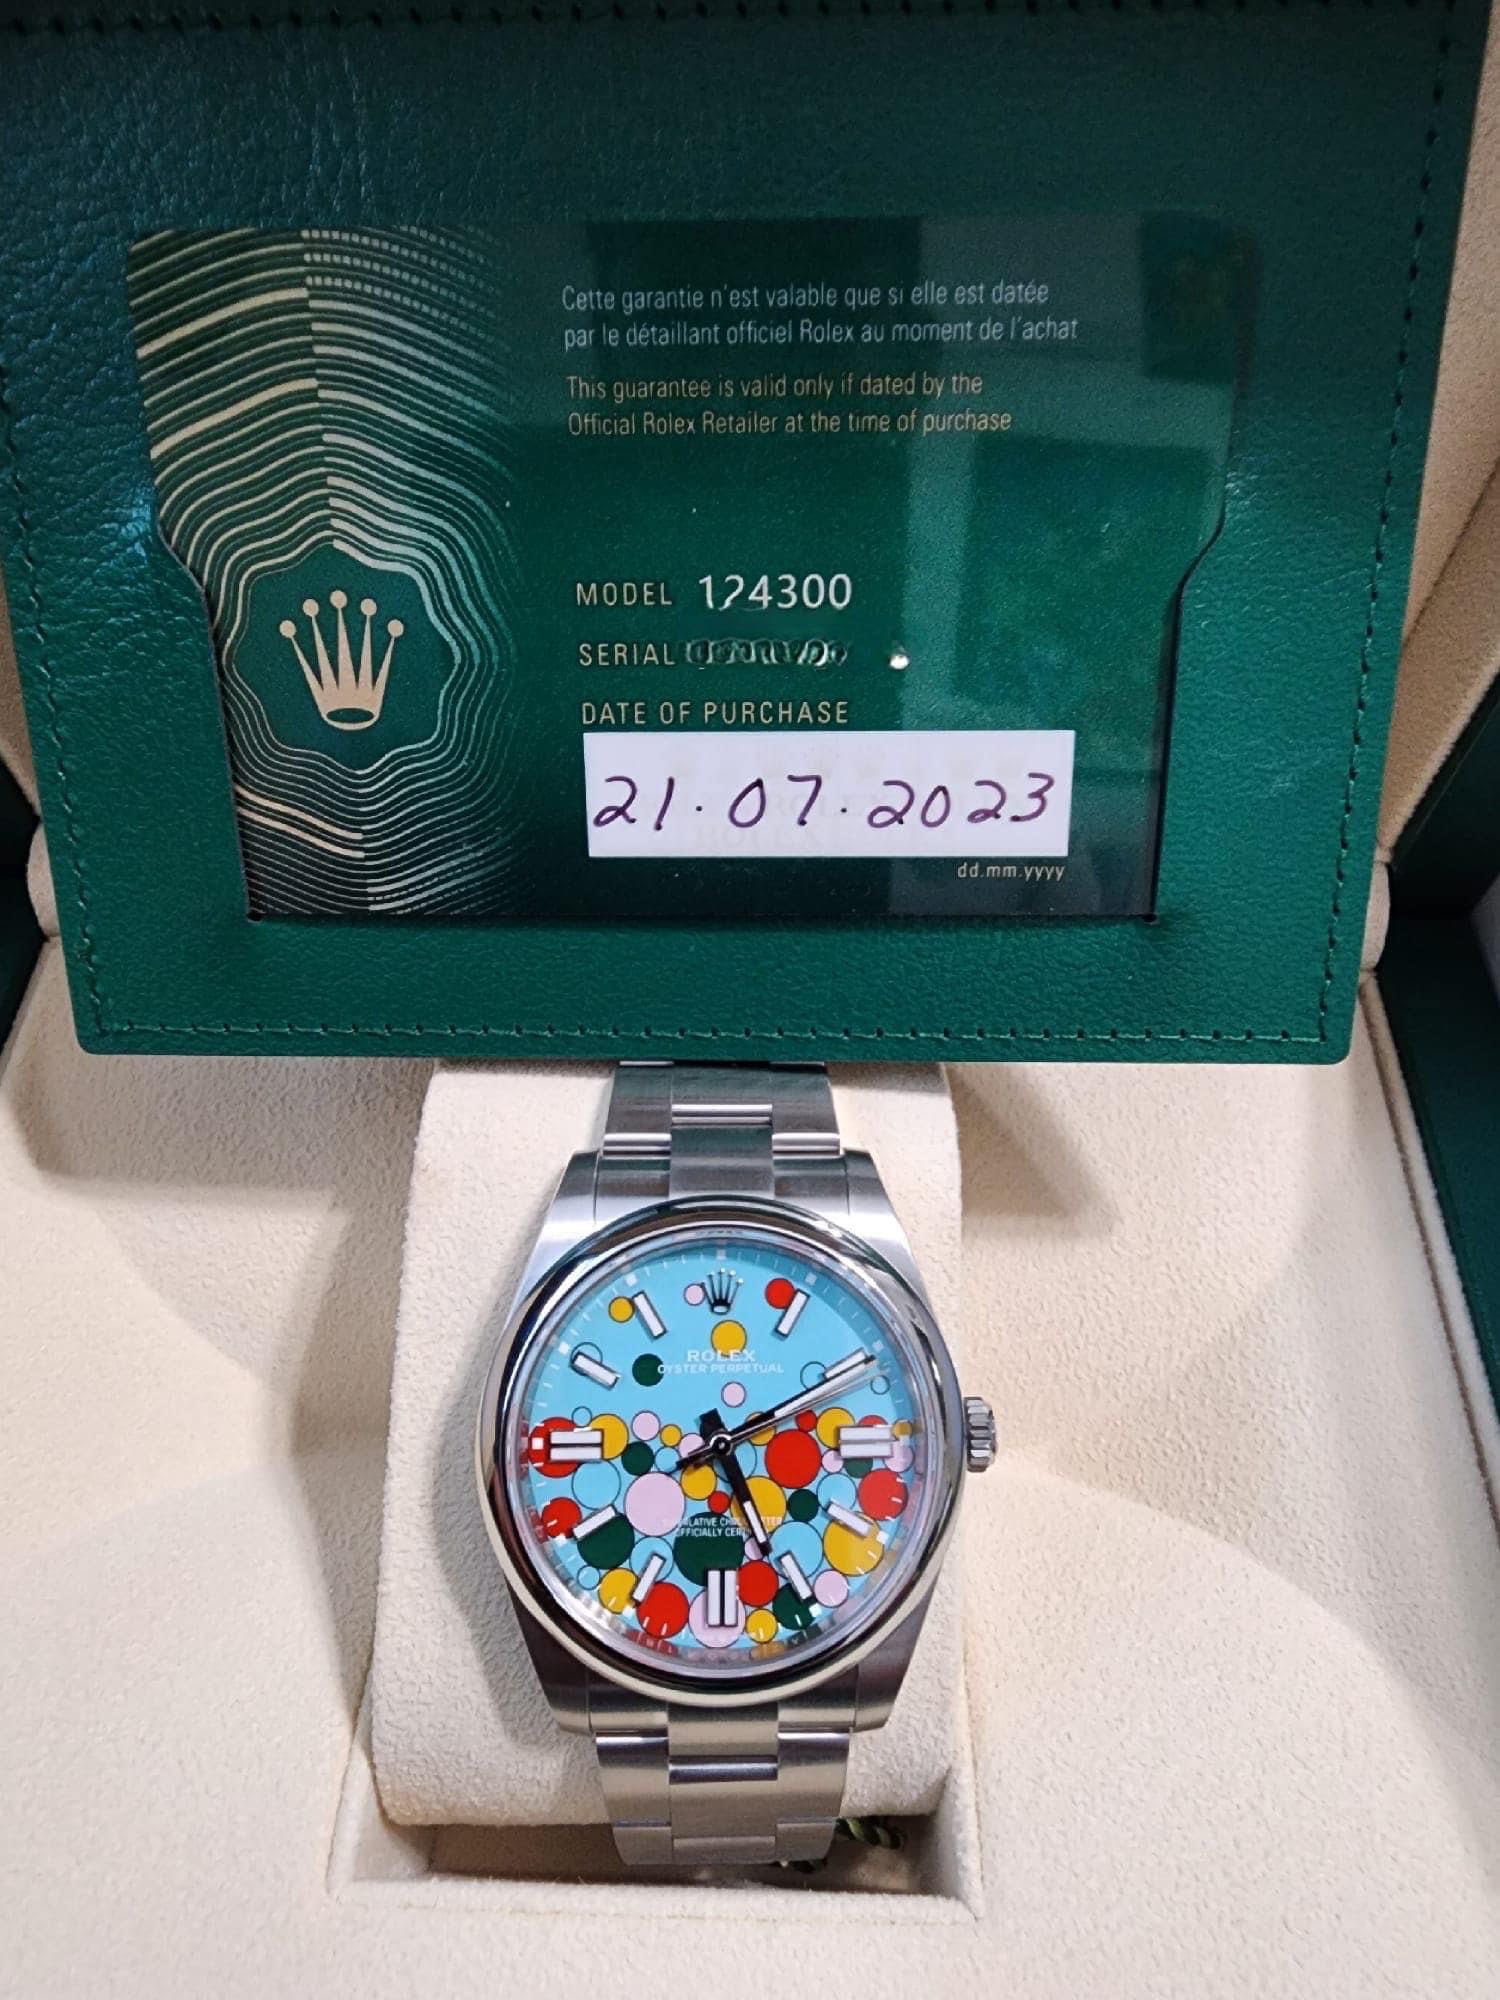 Cette garantie n'est valable que si elle est datée
par le détaillant officiel Rolex au moment de l'achat
This guarantee is valid only if dated by the
Official Rolex Retailer at the time of purchase
MODEL 124300
SERIAL
DATE OF PURCHASE
21.07.2023
dd.mm.yyyy
ROLEX
OYSTER PERPETUAL
OFFICIALLY